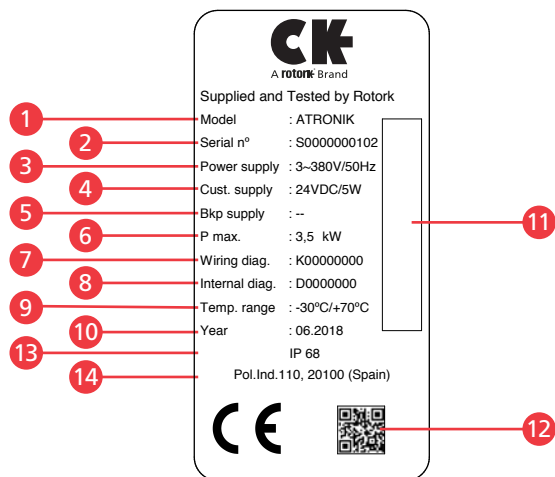 CK
A rotork Brand
Supplied and Tested by Rotork
1 Model : ATRONIK
2 Serial nº : S0000000102
3 Power supply : 3~380V/50Hz
4 Cust. supply : 24VDC/5W
5 Bkp supply : --
6 P max. : 3,5 kW
7 Wiring diag. : K00000000
8 Internal diag. : D0000000
9 Temp. range : -30ºC/+70ºC
10 Year : 06.2018
11
13 IP 68
14 Pol.Ind.110, 20100 (Spain)
CE
12